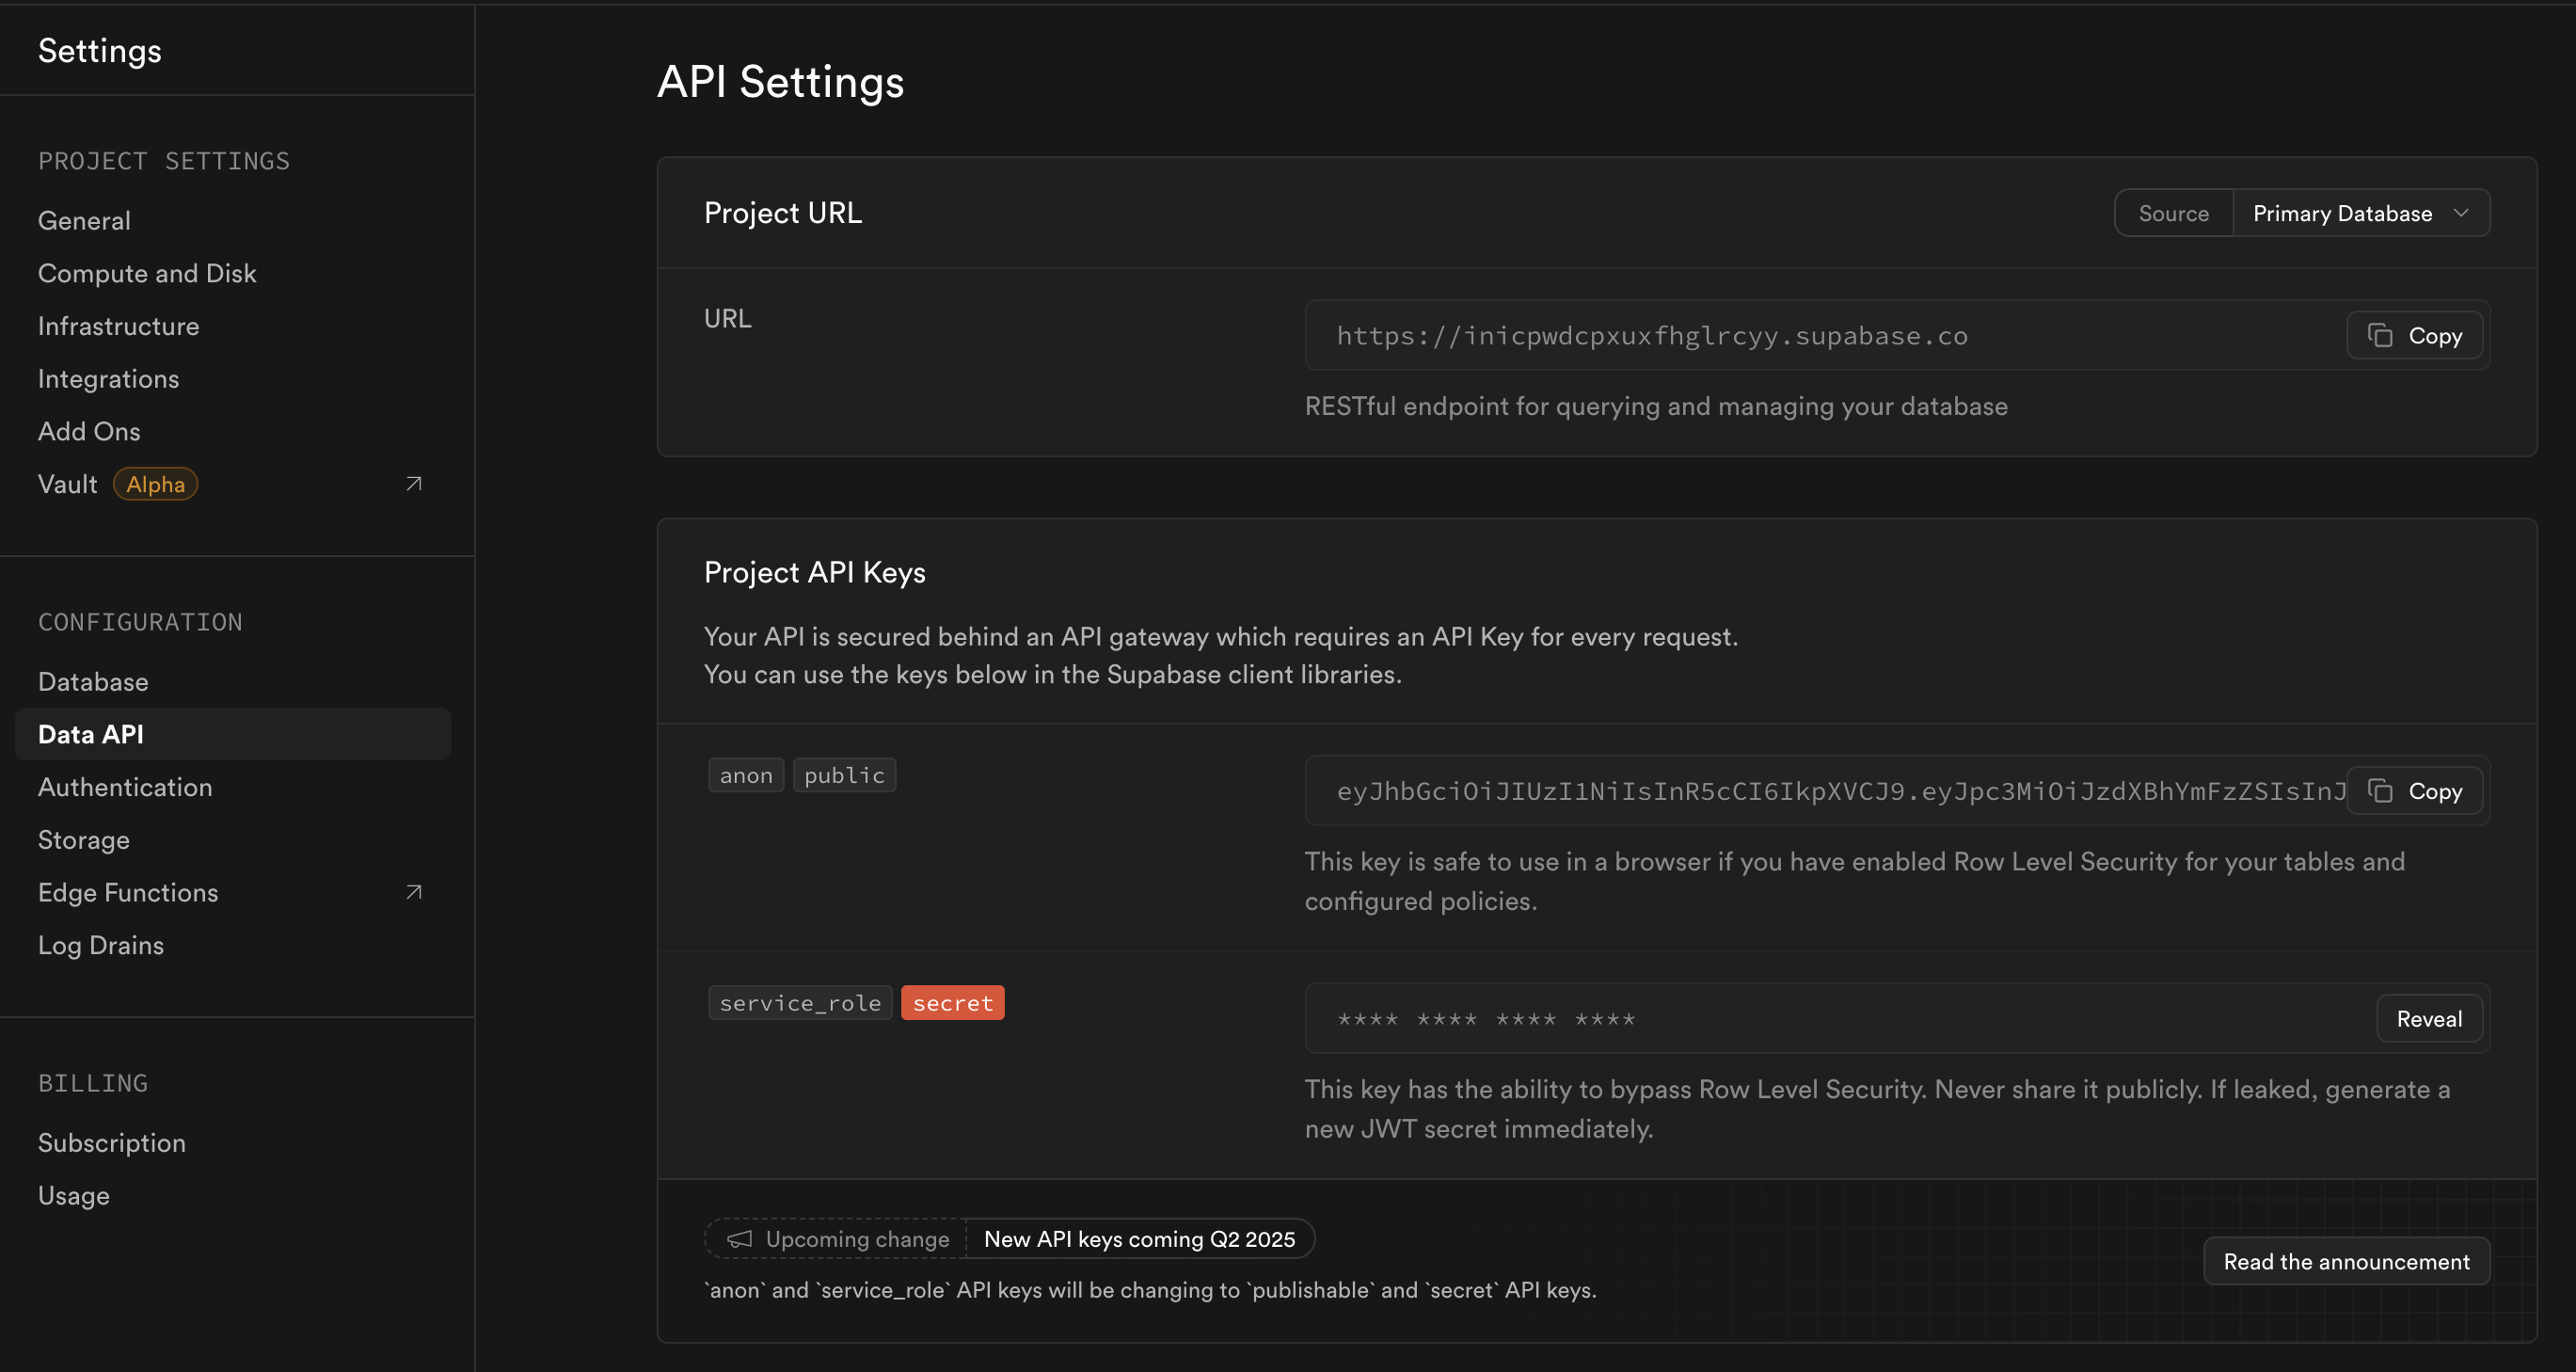 Settings
PROJECT SETTINGS
General
Compute and Disk
Infrastructure
Integrations
Add Ons
Vault Alpha
CONFIGURATION
Database
Data API
Authentication
Storage
Edge Functions
Log Drains
BILLING
Subscription
Usage
API Settings
Project URL
Source Primary Database
URL
https://inicpwdcpxuxfhglrcyy.supabase.co
Copy
RESTful endpoint for querying and managing your database
Project API Keys
Your API is secured behind an API gateway which requires an API Key for every request.
You can use the keys below in the Supabase client libraries.
anon public
eyJhbGciOiJIUzI1NiIsInR5cCI6IkpXVCJ9.eyJpc3MiOiJzdXBhYmFzZSIsInJ
Copy
This key is safe to use in a browser if you have enabled Row Level Security for your tables and
configured policies.
service_role secret
**** **** **** ****
Reveal
This key has the ability to bypass Row Level Security. Never share it publicly. If leaked, generate a
new JWT secret immediately.
Upcoming change New API keys coming Q2 2025
`anon` and `service_role` API keys will be changing to `publishable` and `secret` API keys.
Read the announcement